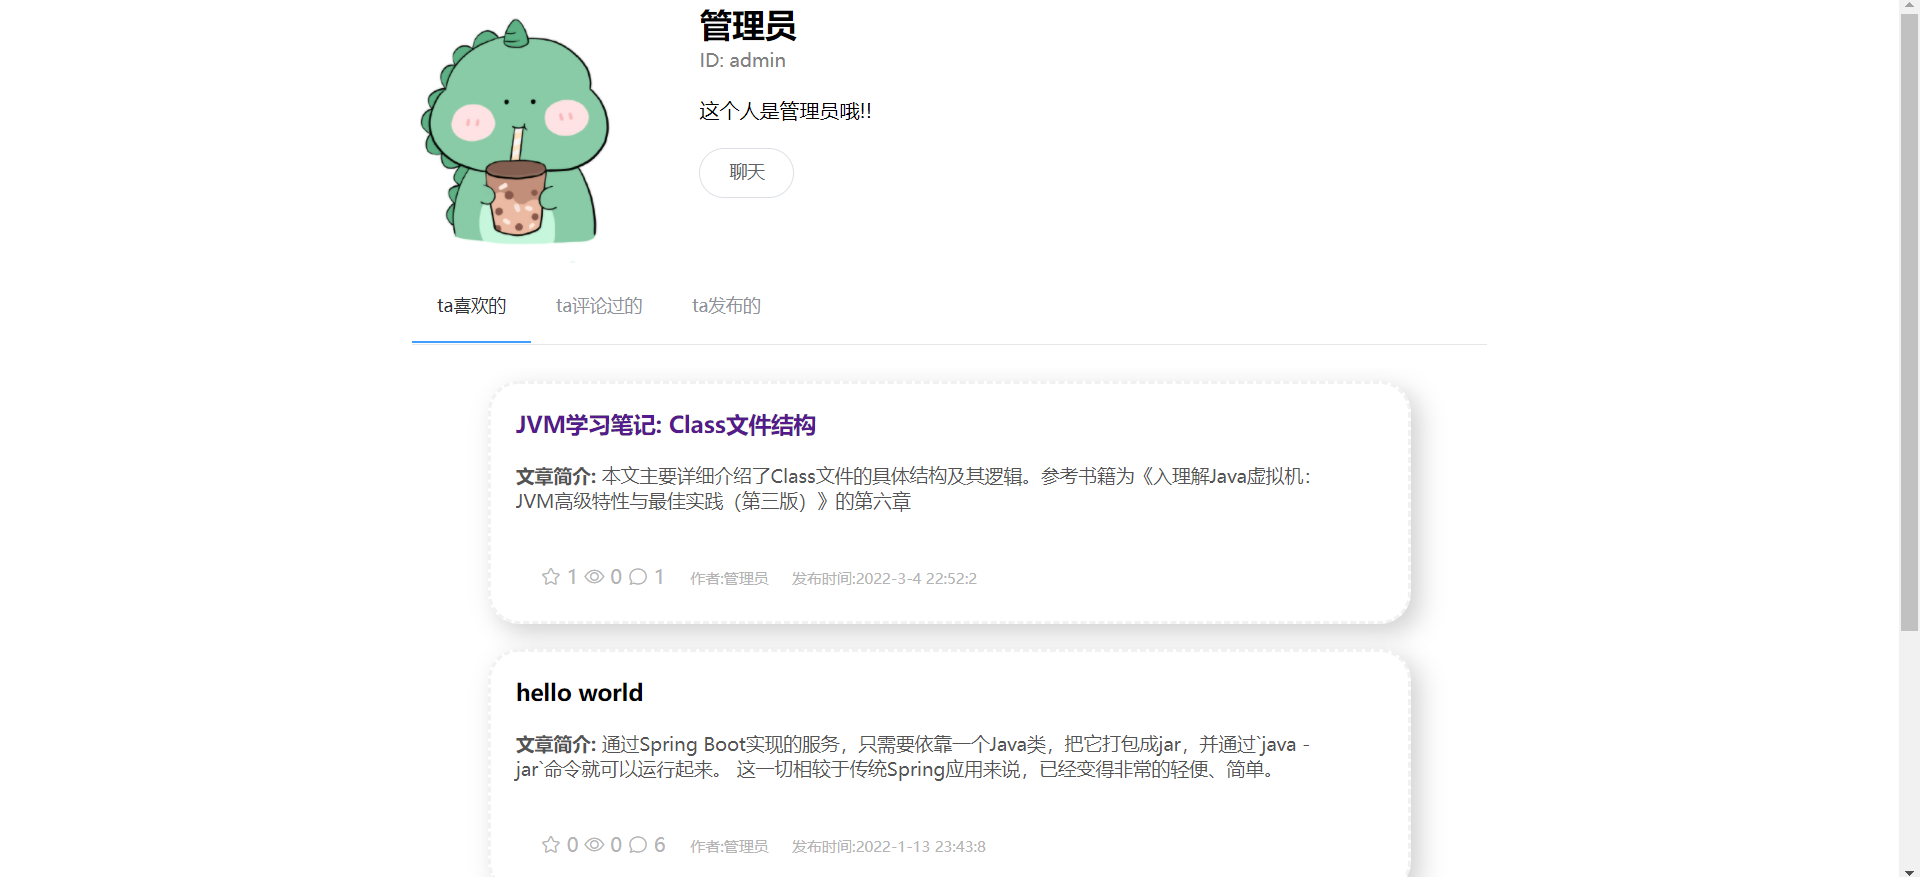 管理员
ID: admin
这个人是管理员哦!!
聊天
ta喜欢的 ta评论过的 ta发布的
JVM学习笔记: Class文件结构
文章简介: 本文主要详细介绍了Class文件的具体结构及其逻辑。参考书籍为《入理解Java虚拟机：
JVM高级特性与最佳实践（第三版）》的第六章
1 0 1 作者:管理员 发布时间:2022-3-4 22:52:2
hello world
文章简介: 通过Spring Boot实现的服务，只需要依靠一个Java类，把它打包成jar，并通过`java -
jar`命令就可以运行起来。 这一切相较于传统Spring应用来说，已经变得非常的轻便、简单。
0 0 6 作者:管理员 发布时间:2022-1-13 23:43:8